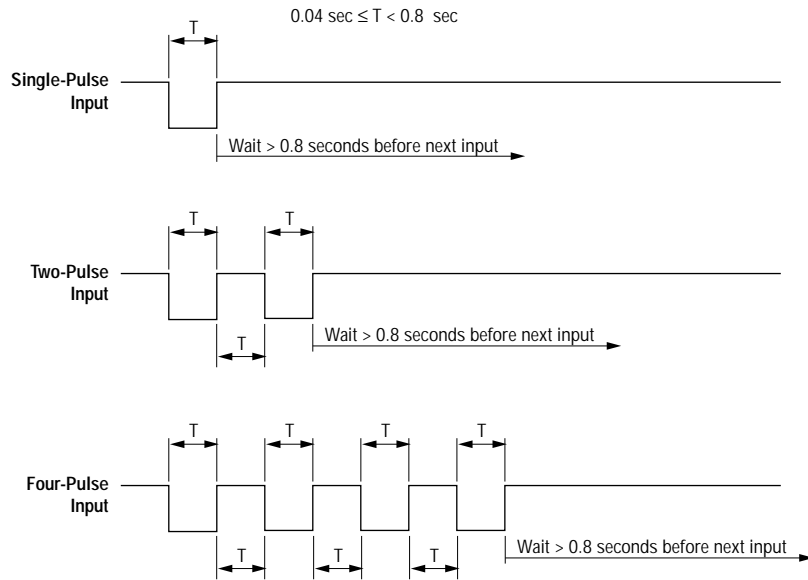 0.04 sec ≤ T < 0.8 sec
T
Single-Pulse
Input
Wait > 0.8 seconds before next input
T T
Two-Pulse
Input
T
Wait > 0.8 seconds before next input
T T T T
Four-Pulse
Input
T T T
Wait > 0.8 seconds before next input